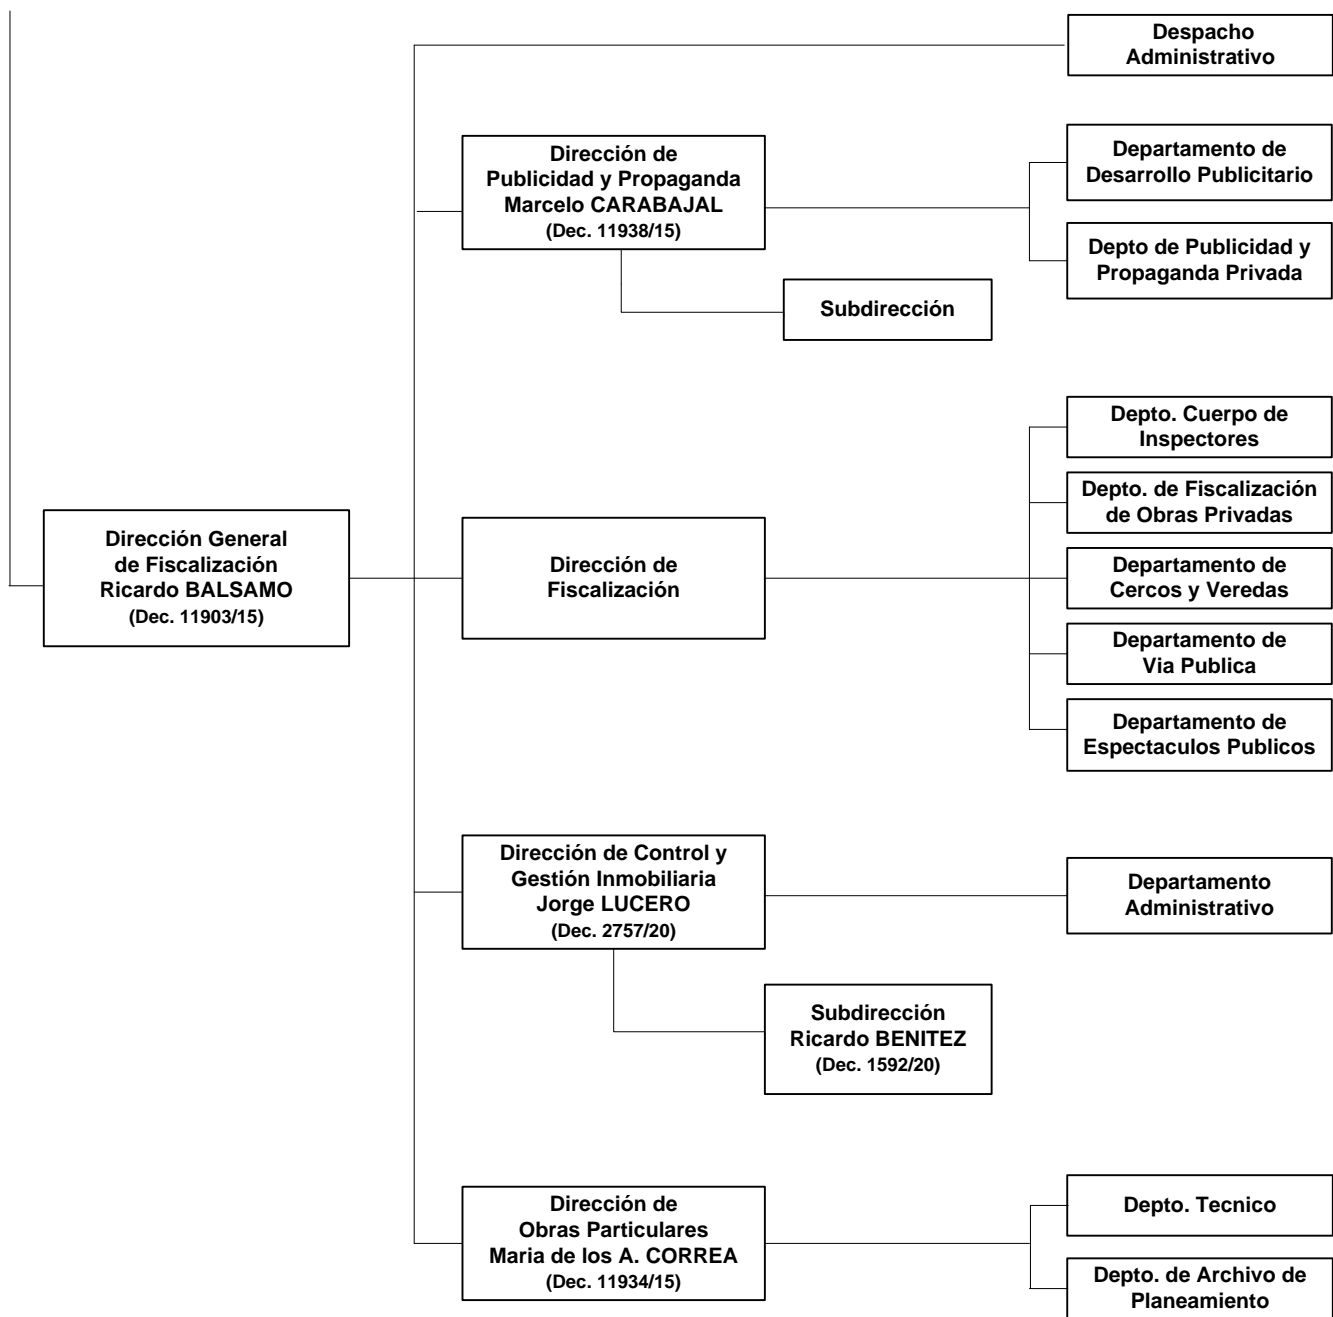 Despacho
Administrativo
Dirección de
Publicidad y Propaganda
Marcelo CARABAJAL
(Dec. 11938/15)
Departamento de
Desarrollo Publicitario
Depto de Publicidad y
Propaganda Privada
Subdirección
Dirección General
de Fiscalización
Ricardo BALSAMO
(Dec. 11903/15)
Dirección de
Fiscalización
Depto. Cuerpo de
Inspectores
Depto. de Fiscalización
de Obras Privadas
Departamento de
Cercos y Veredas
Departamento de
Via Publica
Departamento de
Espectaculos Publicos
Dirección de Control y
Gestión Inmobiliaria
Jorge LUCERO
(Dec. 2757/20)
Departamento
Administrativo
Subdirección
Ricardo BENITEZ
(Dec. 1592/20)
Dirección de
Obras Particulares
Maria de los A. CORREA
(Dec. 11934/15)
Depto. Tecnico
Depto. de Archivo de
Planeamiento